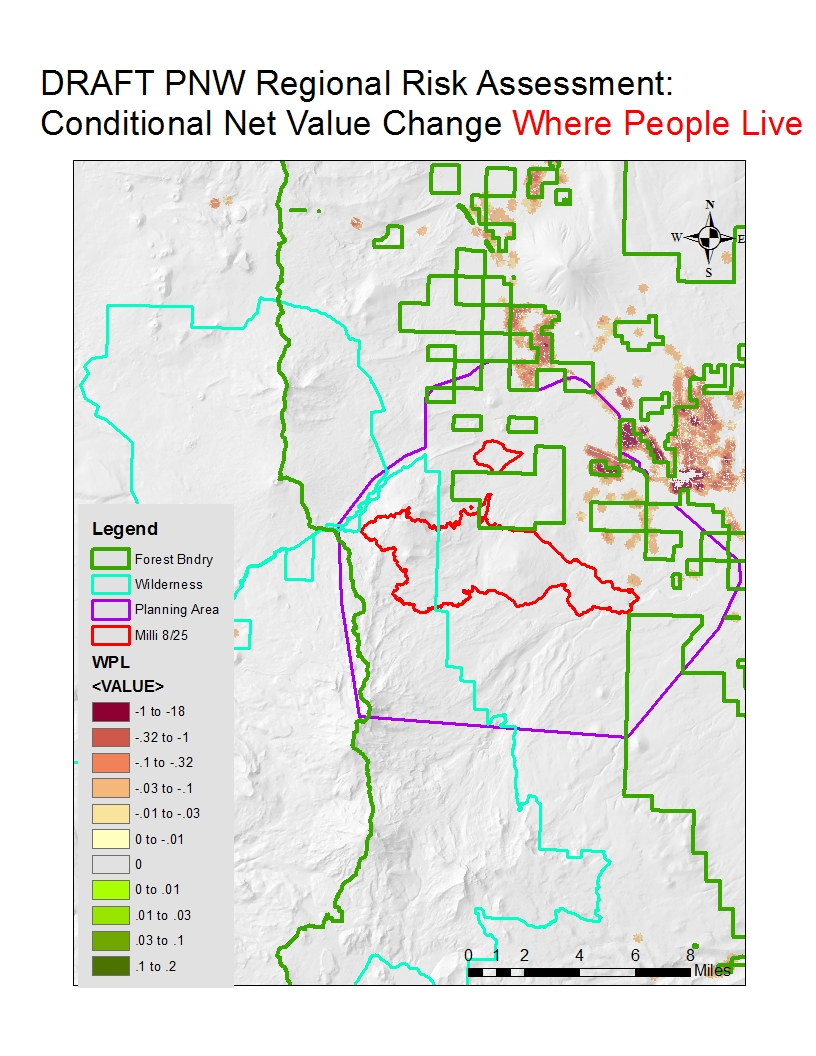 DRAFT PNW Regional Risk Assessment:
Conditional Net Value Change Where People Live
N
W E
S
Legend
Forest Bndry
Wilderness
Planning Area
Milli 8/25
WPL
<VALUE>
-1 to -18
-.32 to -1
-.1 to -.32
-.03 to -.1
-.01 to -.03
0 to -.01
0
0 to .01
.01 to .03
.03 to .1
.1 to .2
0 1 2 4 6 8
Miles